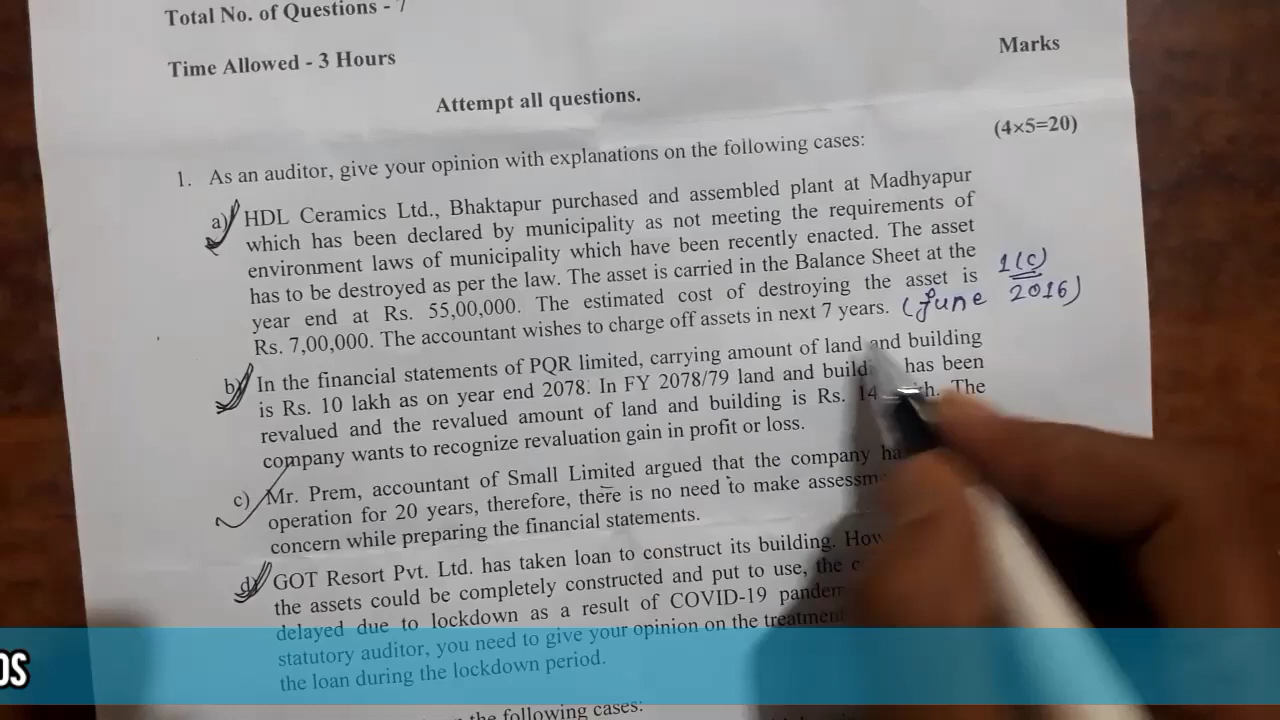 Total No. of Questions - 7
Time Allowed - 3 Hours
Marks
Attempt all questions.
(4×5=20)
1. As an auditor, give your opinion with explanations on the following cases:
a) HDL Ceramics Ltd., Bhaktapur purchased and assembled plant at Madhyapur
which has been declared by municipality as not meeting the requirements of
environment laws of municipality which have been recently enacted. The asset
has to be destroyed as per the law. The asset is carried in the Balance Sheet at the
year end at Rs. 55,00,000. The estimated cost of destroying the asset is
Rs. 7,00,000. The accountant wishes to charge off assets in next 7 years.
1(c)
(June 2016)
b) In the financial statements of PQR limited, carrying amount of land and building
is Rs. 10 lakh as on year end 2078. In FY 2078/79 land and has been
revalued and the revalued amount of land and building is Rs. 14 The
company wants to recognize revaluation gain in profit or loss.
c) Mr. Prem, accountant of Small Limited argued that the company
operation for 20 years, therefore, there is no need to make
concern while preparing the financial statements.
d) GOT Resort Pvt. Ltd. has taken loan to construct its building.
the assets could be completely constructed and put to use, the
delayed due to lockdown as a result of COVID-19
statutory auditor, you need to give your opinion on the treatment
the loan during the lockdown period.
the following cases:
OS